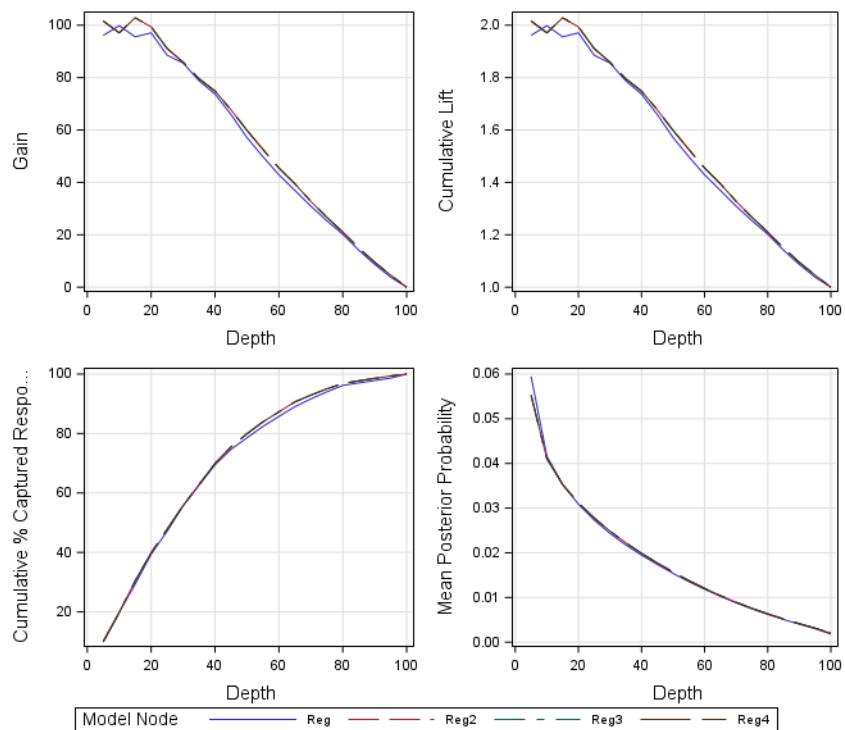 100
80
60
40
20
0
Gain
0 20 40 60 80 100
Depth
2.0
1.8
1.6
1.4
1.2
1.0
Cumulative Lift
0 20 40 60 80 100
Depth
100
80
60
40
20
Cumulative % Captured Respo...
0 20 40 60 80 100
Depth
0.06
0.05
0.04
0.03
0.02
0.01
0.00
Mean Posterior Probability
0 20 40 60 80 100
Depth
Model Node Reg Reg2 Reg3 Reg4